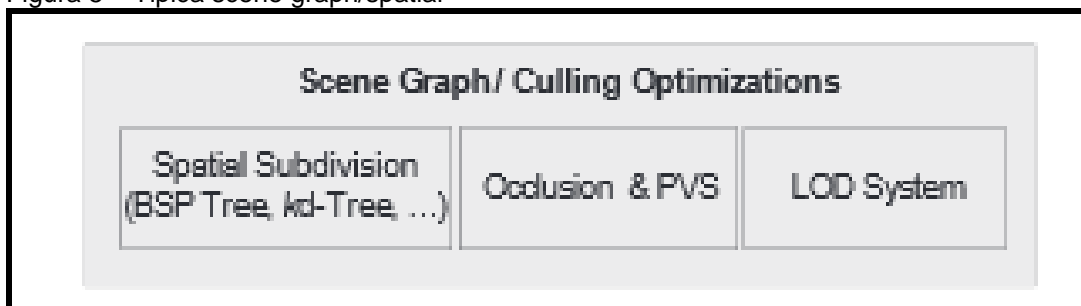 Scene Graph/ Culling Optimizations
Spatial Subdivision
(BSP Tree, kd-Tree, ...)
Occlusion & PVS
LOD System